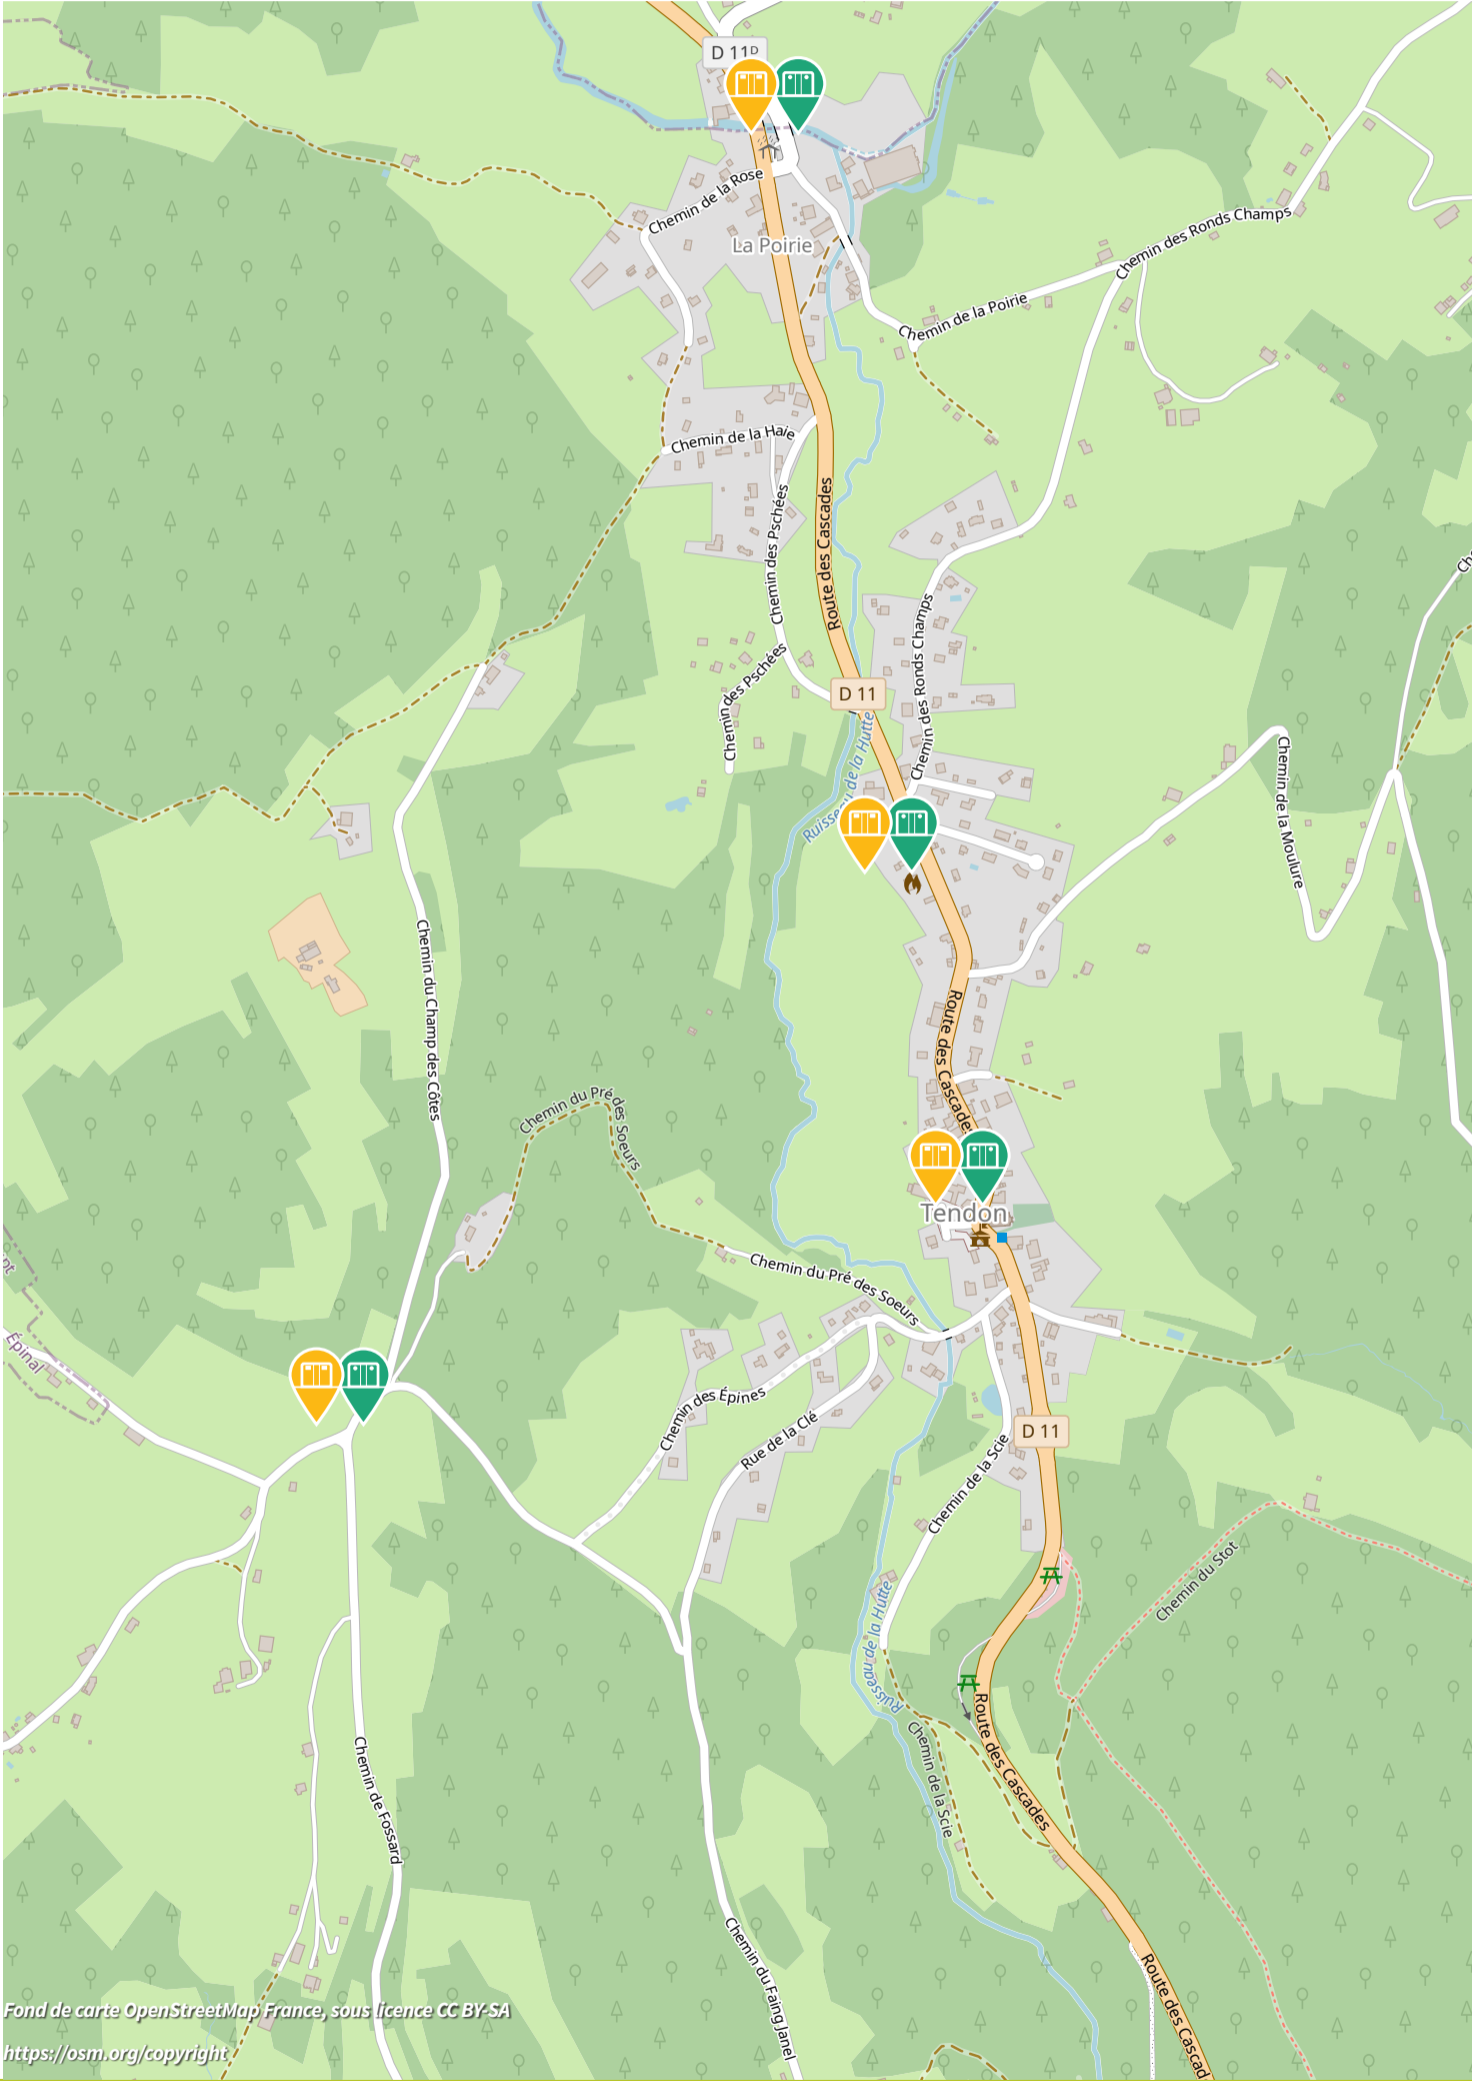 D 11D
Chemin de la Rose
Chemin des Ronds Champs
La Poirie
Chemin de la Poirie
Chemin de la Haie
Chemin des Pschées
Route des Cascades
Chemin des Ronds Champs
Chemin des Pschées
D 11
Ruisseau de la Hutte
Chemin de la Moulure
Chemin du Champ des Côtes
Route des Cascades
Chemin du Pré des Soeurs
Tendon
Chemin du Pré des Soeurs
Épinal
Chemin des Épines
Rue de la Clé
D 11
Chemin de la Scie
Chemin du Stot
Ruisseau de la Hutte
Route des Cascades
Chemin de la Scie
Chemin de Fossard
Chemin du Faing Janel
Route des Cascad
Fond de carte OpenStreetMap France, sous licence CC BY-SA
https://osm.org/copyright